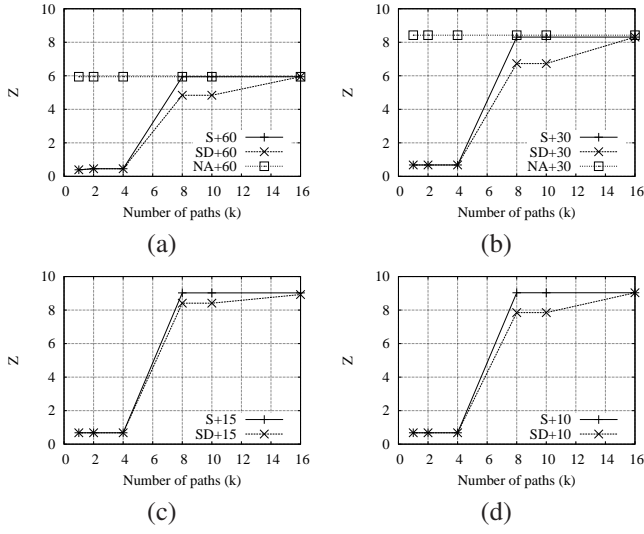 10
8
6
4
2
0
Z
S+60
SD+60
NA+60
0 2 4 6 8 10 12 14 16
Number of paths (k)
(a)
10
8
6
4
2
0
Z
S+30
SD+30
NA+30
0 2 4 6 8 10 12 14 16
Number of paths (k)
(b)
10
8
6
4
2
0
Z
S+15
SD+15
0 2 4 6 8 10 12 14 16
Number of paths (k)
(c)
10
8
6
4
2
0
Z
S+10
SD+10
0 2 4 6 8 10 12 14 16
Number of paths (k)
(d)